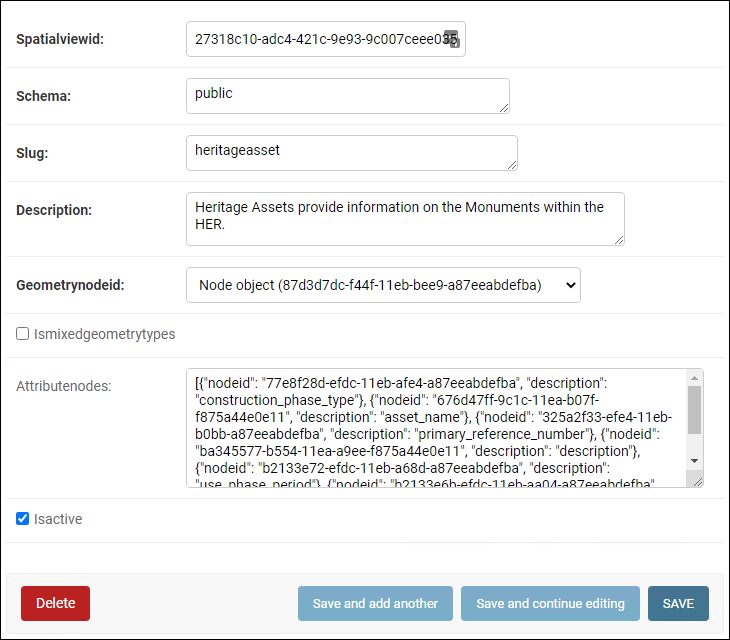 Spatialviewid:
27318c10-adc4-421c-9e93-9c007ceee035
Schema:
public
Slug:
heritageasset
Description:
Heritage Assets provide information on the Monuments within the
HER.
Geometrynodeid:
Node object (87d3d7dc-f44f-11eb-bee9-a87eeabdefba)
Ismixedgeometrytypes
Attributenodes:
[{"nodeid": "77e8f28d-efdc-11eb-afe4-a87eeabdefba", "description":
"construction_phase_type"}, {"nodeid": "676d47ff-9c1c-11ea-b07f-
f875a44e0e11", "description": "asset_name"}, {"nodeid": "325a2f33-efe4-11eb-
b0bb-a87eeabdefba", "description": "primary_reference_number"}, {"nodeid":
"ba345577-b554-11ea-a9ee-f875a44e0e11", "description": "description"},
{"nodeid": "b2133e72-efdc-11eb-a68d-a87eeabdefba", "description":
"use_phase_period"}, {"nodeid": "b2133e6b-efdc-11eb-aa04-a87eeabdefba",
Isactive
Delete
Save and add another
Save and continue editing
SAVE